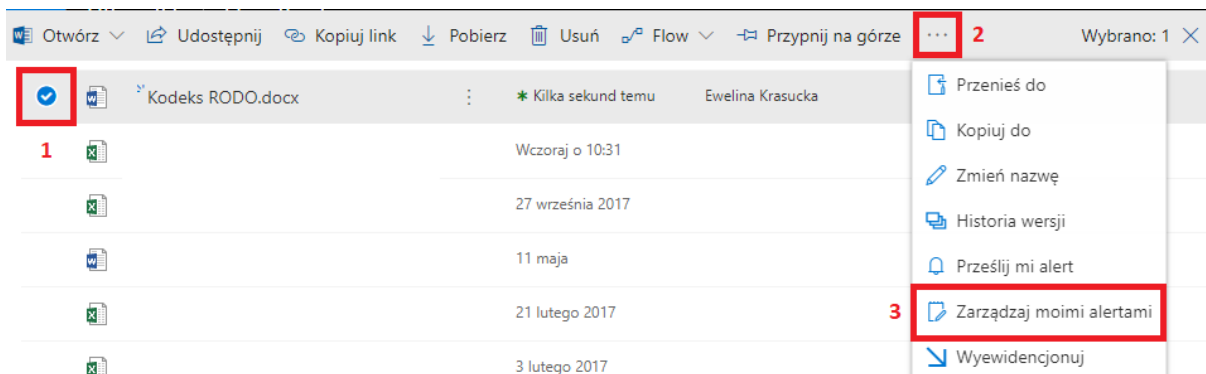 Otwórz Udostępnij Kopiuj link Pobierz Usuń Flow Przypnij na górze ··· 2 Wybrano: 1
Kodeks RODO.docx Kilka sekund temu Ewelina Krasucka
1 Wczoraj o 10:31
27 września 2017
11 maja
21 lutego 2017
3 lutego 2017
Przenieś do
Kopiuj do
Zmień nazwę
Historia wersji
Prześlij mi alert
3 Zarządzaj moimi alertami
Wyewidencjonuj